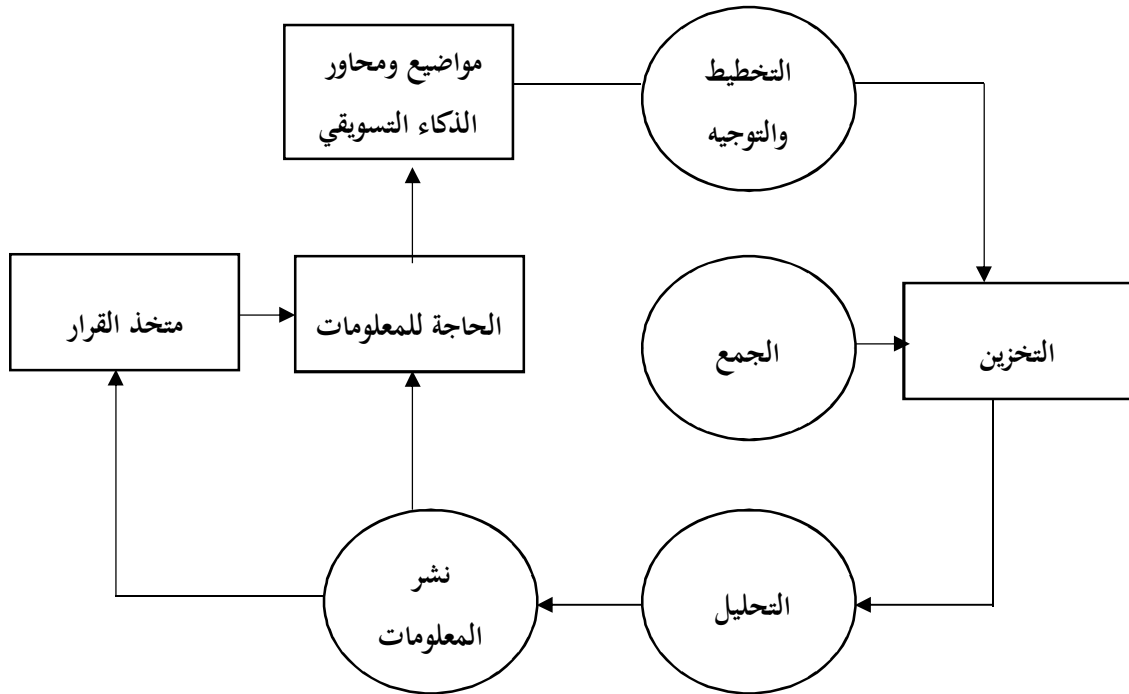 مواضيع ومحاور
الذكاء التسويقي
التخطيط
والتوجيه
متخذ القرار
الحاجة للمعلومات
الجمع
التخزين
نشر
المعلومات
التحليل